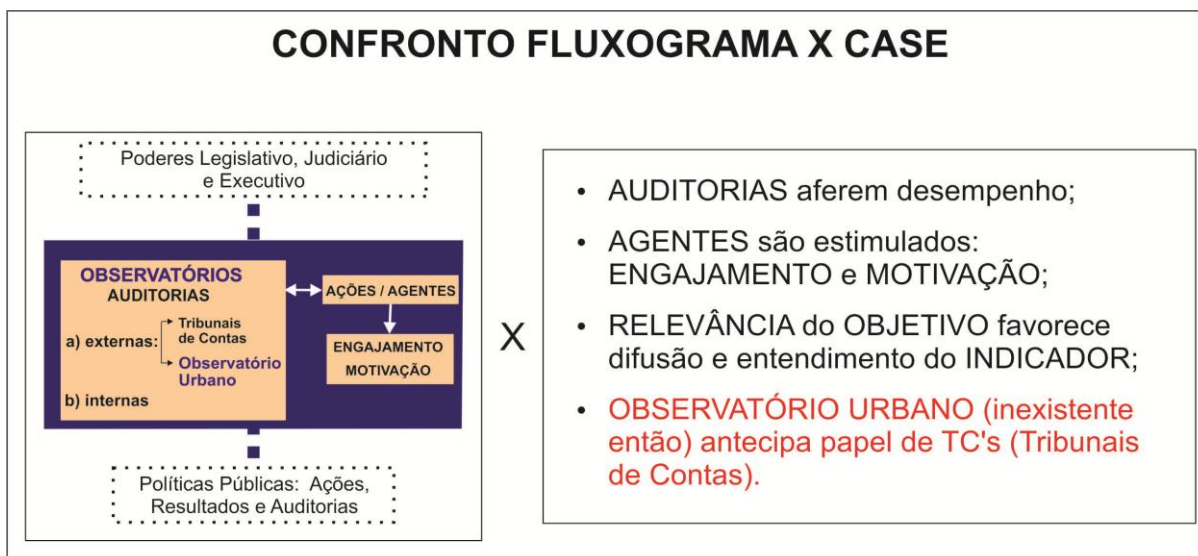 CONFRONTO FLUXOGRAMA X CASE
Poderes Legislativo, Judiciário
e Executivo
OBSERVATÓRIOS
AUDITORIAS
a) externas:
Tribunais
de Contas
Observatório
Urbano
b) internas
AÇÕES / AGENTES
ENGAJAMENTO
MOTIVAÇÃO
Políticas Públicas: Ações,
Resultados e Auditorias
X
• AUDITORIAS aferem desempenho;
• AGENTES são estimulados:
ENGAJAMENTO e MOTIVAÇÃO;
• RELEVÂNCIA do OBJETIVO favorece
difusão e entendimento do INDICADOR;
• OBSERVATÓRIO URBANO (inexistente
então) antecipa papel de TC's (Tribunais
de Contas).